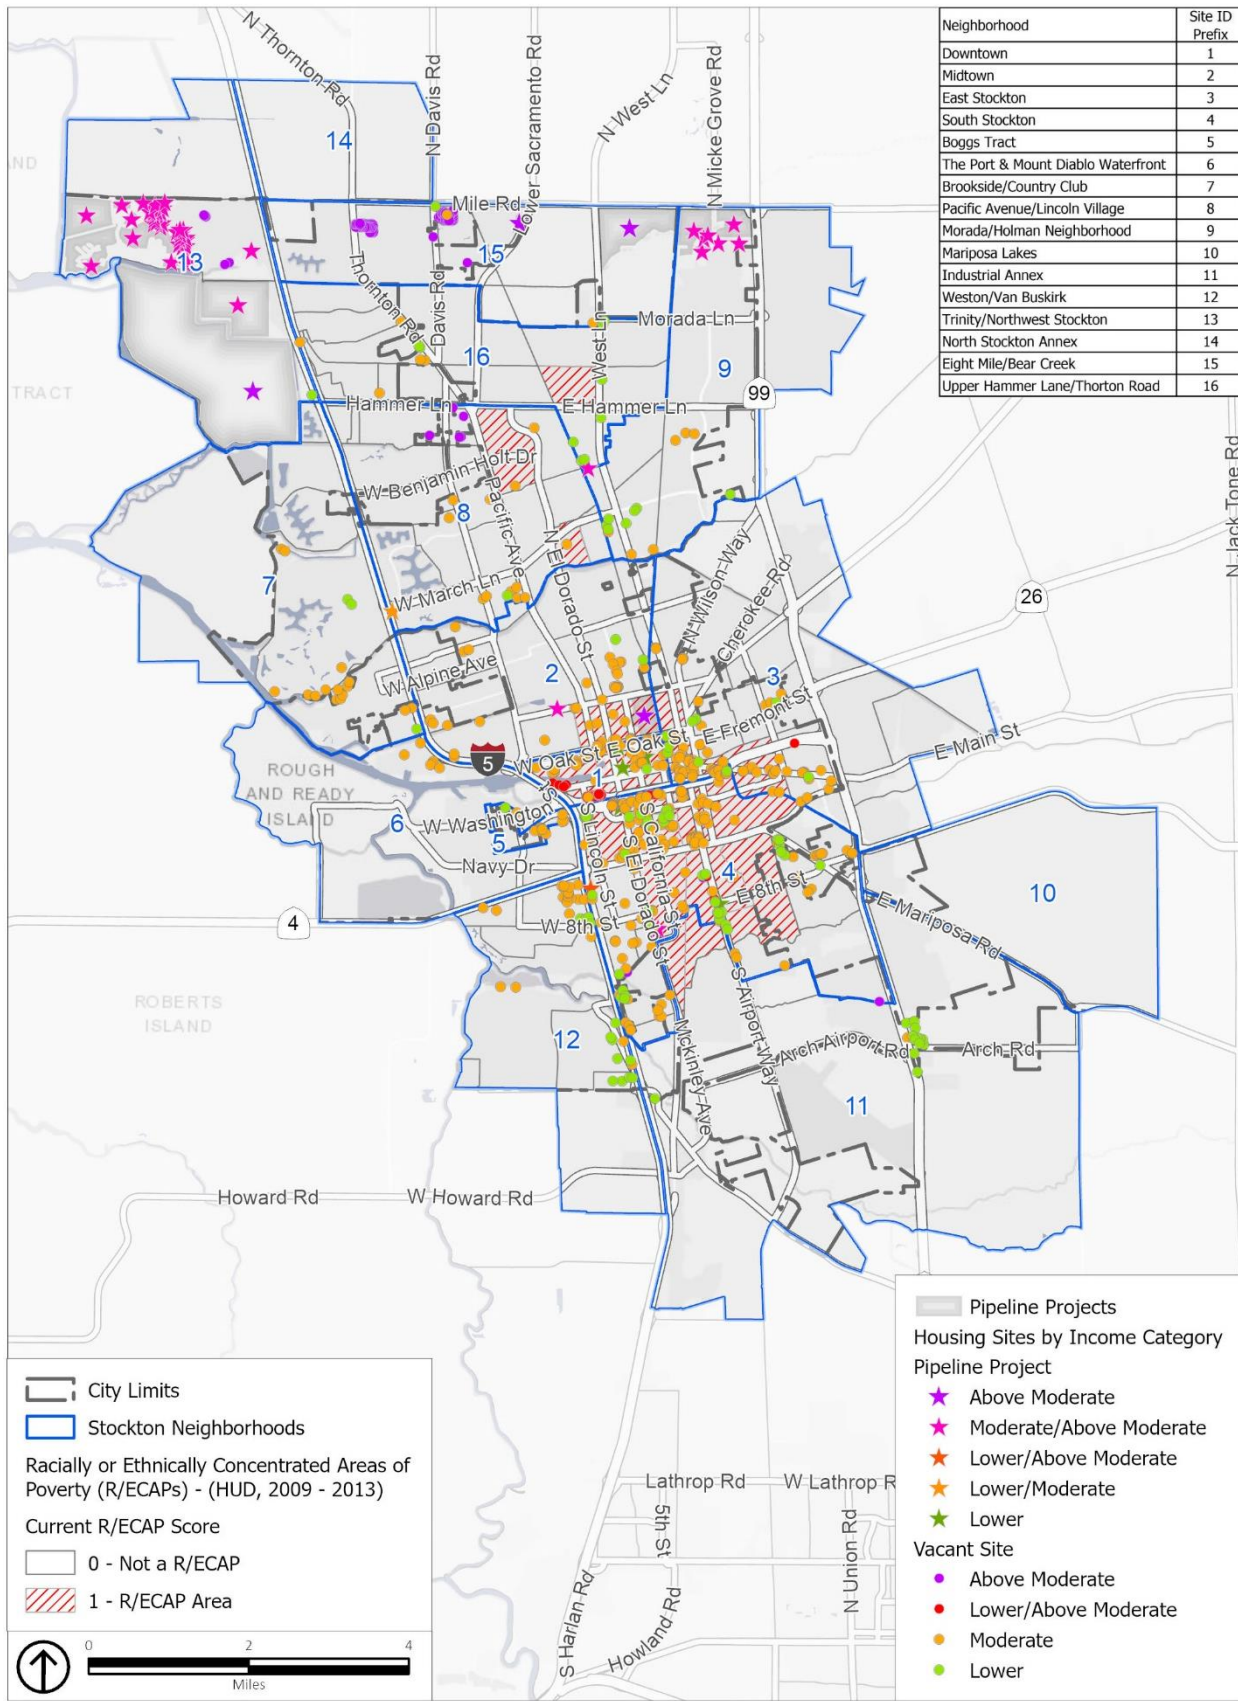 Neighborhood
Site ID
Prefix
Downtown 1
Midtown 2
East Stockton 3
South Stockton 4
Boggs Tract 5
The Port & Mount Diablo Waterfront 6
Brookside/Country Club 7
Pacific Avenue/Lincoln Village 8
Morada/Holman Neighborhood 9
Mariposa Lakes 10
Industrial Annex 11
Weston/Van Buskirk 12
Trinity/Northwest Stockton 13
North Stockton Annex 14
Eight Mile/Bear Creek 15
Upper Hammer Lane/Thorton Road 16
N Thornton Rd
N Davis Rd
Lower Sacramento Rd
N West Ln
N Micke Grove Rd
14
AND
Mile Rd
13
15
Thornton Rd
Davis Rd
Morada Ln
West Ln
16
9
TRACT
99
Hammer Ln
E Hammer Ln
W Benjamin Holt Dr
8
Pacific Ave
N Jack Tone Rd
N El Dorado St
N Wilson Way
7
W March Ln
Cherokee Rd
26
2
3
W Alpine Ave
E Fremont St
W Oak St
E Oak St
E Main St
5
1
ROUGH
AND READY
ISLAND
6
W Washington St
5
S Lincoln St
S California St
S El Dorado St
Navy Dr
4
E 8th St
10
4
W 8th St
E Mariposa Rd
ROBERTS
ISLAND
S Airport Way
12
Mckinley Ave
Arch Airport Rd
Arch Rd
11
Howard Rd
W Howard Rd
Lathrop Rd
W Lathrop R
5th St
N Union Rd
S Harlan Rd
Howland Rd
City Limits
Stockton Neighborhoods
Racially or Ethnically Concentrated Areas of
Poverty (R/ECAPs) - (HUD, 2009 - 2013)
Current R/ECAP Score
0 - Not a R/ECAP
1 - R/ECAP Area
0 2 4
Miles
Pipeline Projects
Housing Sites by Income Category
Pipeline Project
Above Moderate
Moderate/Above Moderate
Lower/Above Moderate
Lower/Moderate
Lower
Vacant Site
Above Moderate
Lower/Above Moderate
Moderate
Lower